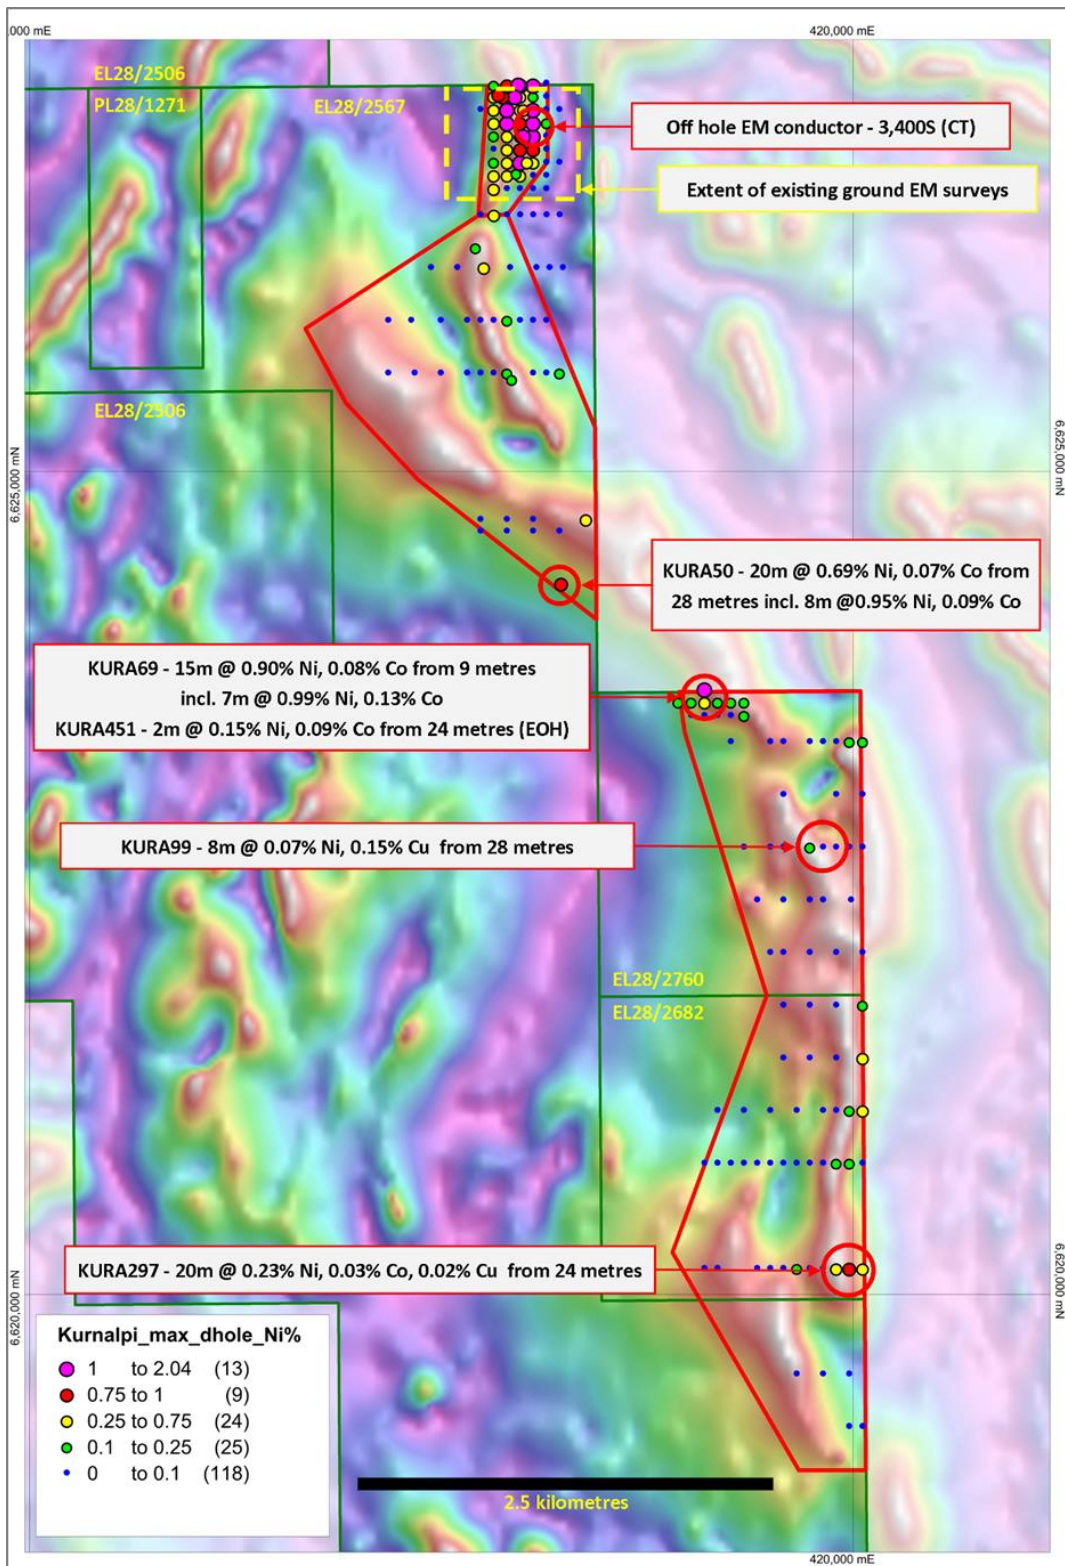 ,000 mE
420,000 mE
EL28/2506
PL28/1271
EL28/2567
Off hole EM conductor - 3,400S (CT)
Extent of existing ground EM surveys
EL28/2506
6,625,000 mN
6,625,000 mN
KURA50 - 20m @ 0.69% Ni, 0.07% Co from
28 metres incl. 8m @0.95% Ni, 0.09% Co
KURA69 - 15m @ 0.90% Ni, 0.08% Co from 9 metres
incl. 7m @ 0.99% Ni, 0.13% Co
KURA451 - 2m @ 0.15% Ni, 0.09% Co from 24 metres (EOH)
KURA99 - 8m @ 0.07% Ni, 0.15% Cu from 28 metres
EL28/2760
EL28/2682
KURA297 - 20m @ 0.23% Ni, 0.03% Co, 0.02% Cu from 24 metres
6,620,000 mN
6,620,000 mN
Kurnalpi_max_dhole_Ni%
1 to 2.04 (13)
0.75 to 1 (9)
0.25 to 0.75 (24)
0.1 to 0.25 (25)
0 to 0.1 (118)
2.5 kilometres
420,000 mE